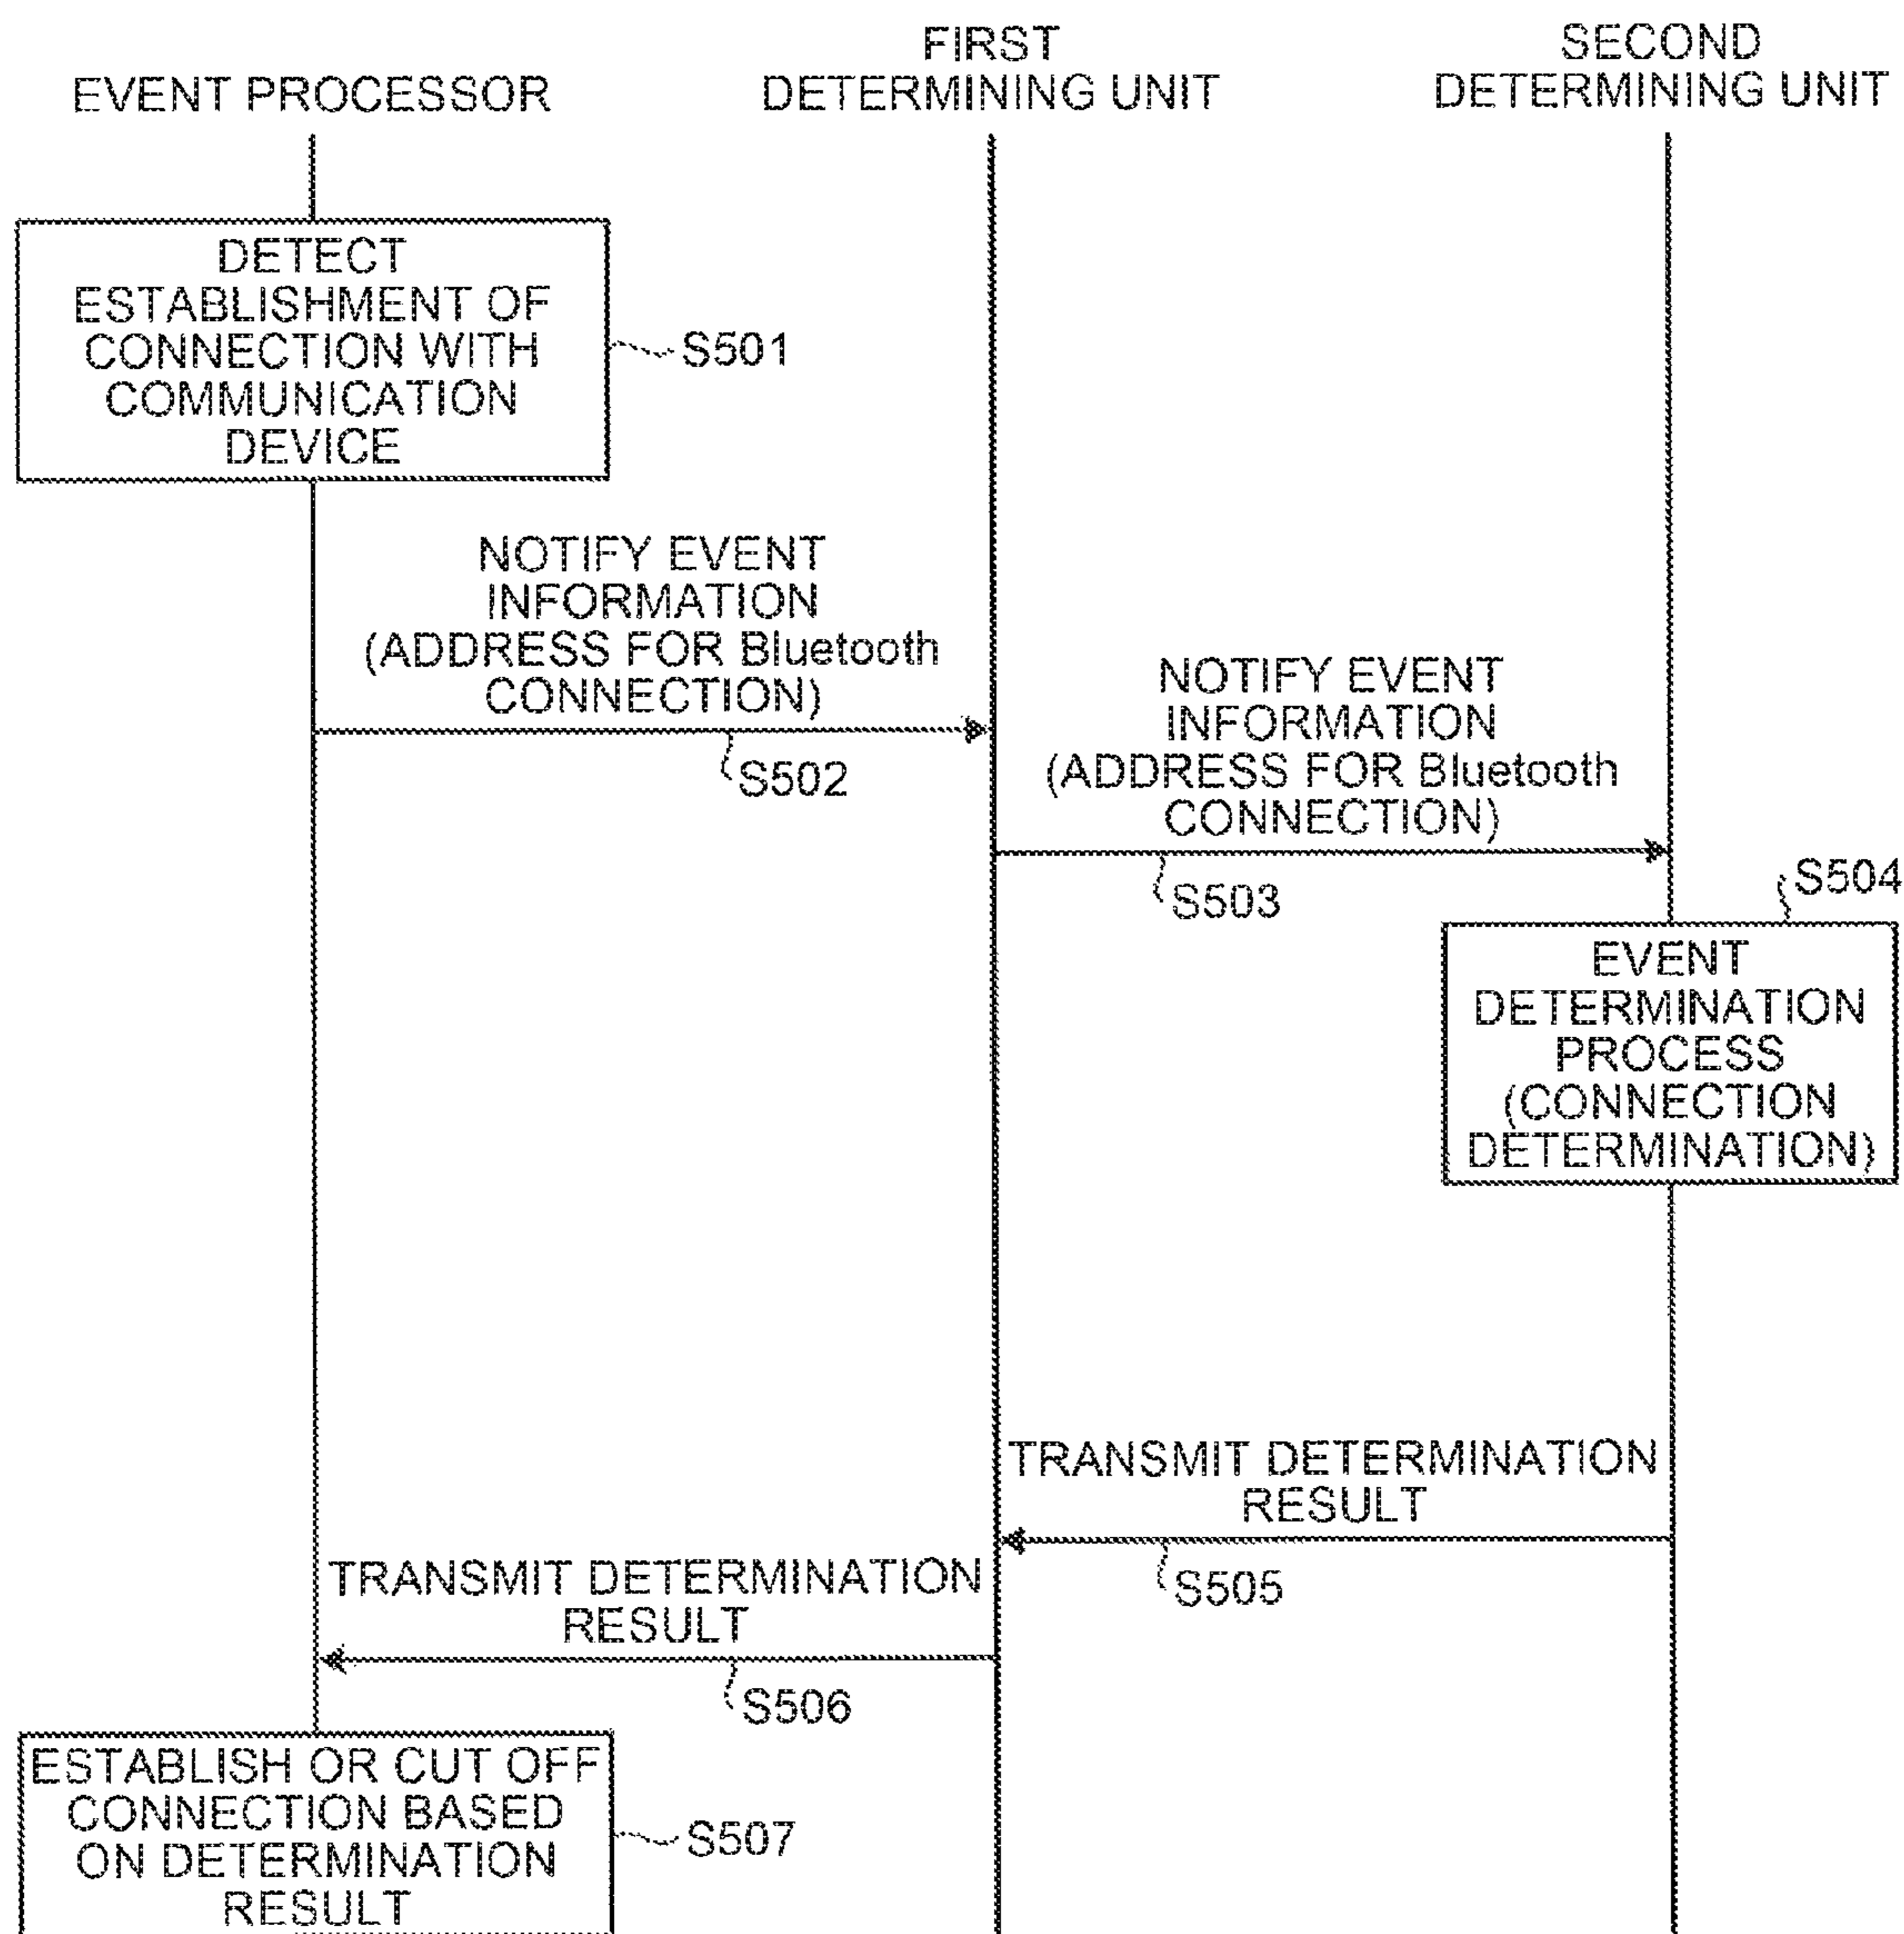 EVENT PROCESSOR
FIRST
DETERMINING UNIT
SECOND
DETERMINING UNIT
DETECT
ESTABLISHMENT OF
CONNECTION WITH
COMMUNICATION
DEVICE
S501
NOTIFY EVENT
INFORMATION
(ADDRESS FOR Bluetooth
CONNECTION)
S502
NOTIFY EVENT
INFORMATION
(ADDRESS FOR Bluetooth
CONNECTION)
S503
S504
EVENT
DETERMINATION
PROCESS
(CONNECTION
DETERMINATION)
TRANSMIT DETERMINATION
RESULT
S505
TRANSMIT DETERMINATION
RESULT
S506
ESTABLISH OR CUT OFF
CONNECTION BASED
ON DETERMINATION
RESULT
S507